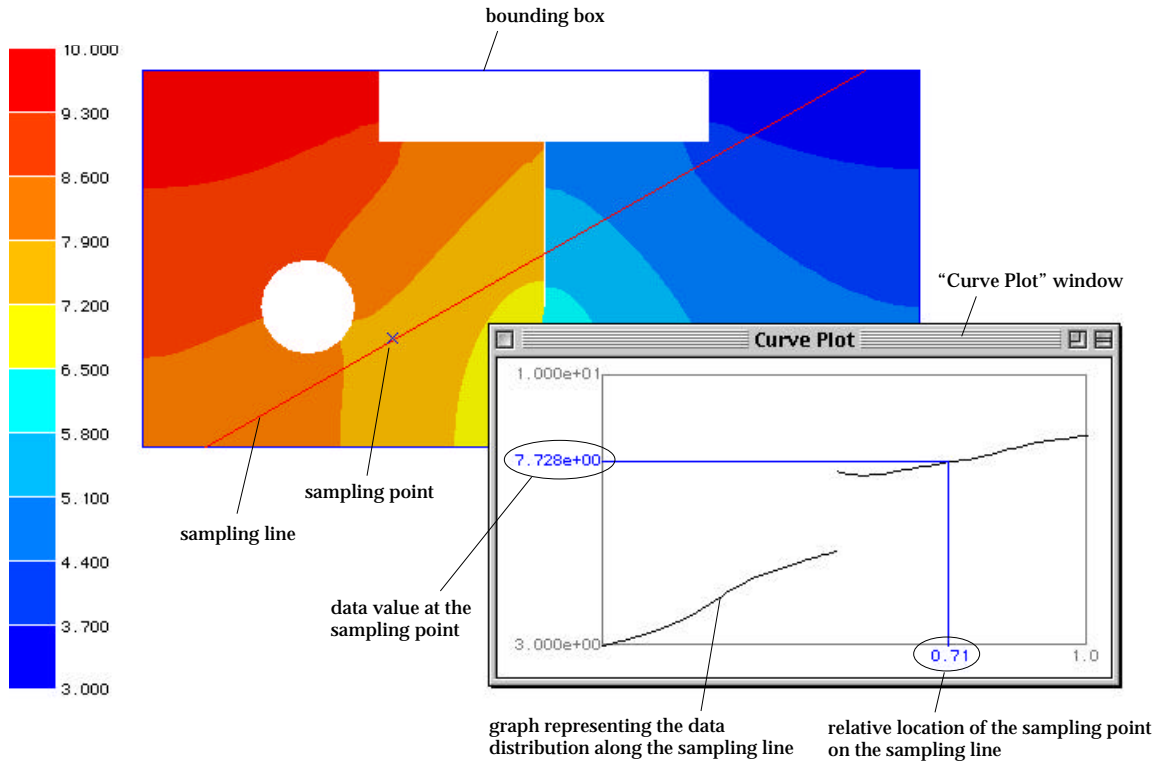 bounding box
10.000
9.300
8.600
7.900
7.200
6.500
5.800
5.100
4.400
3.700
3.000
“Curve Plot” window
Curve Plot
1.000e+01
7.728e+00
3.000e+00
0.71
1.0
sampling point
sampling line
data value at the
sampling point
graph representing the data
distribution along the sampling line
relative location of the sampling point
on the sampling line